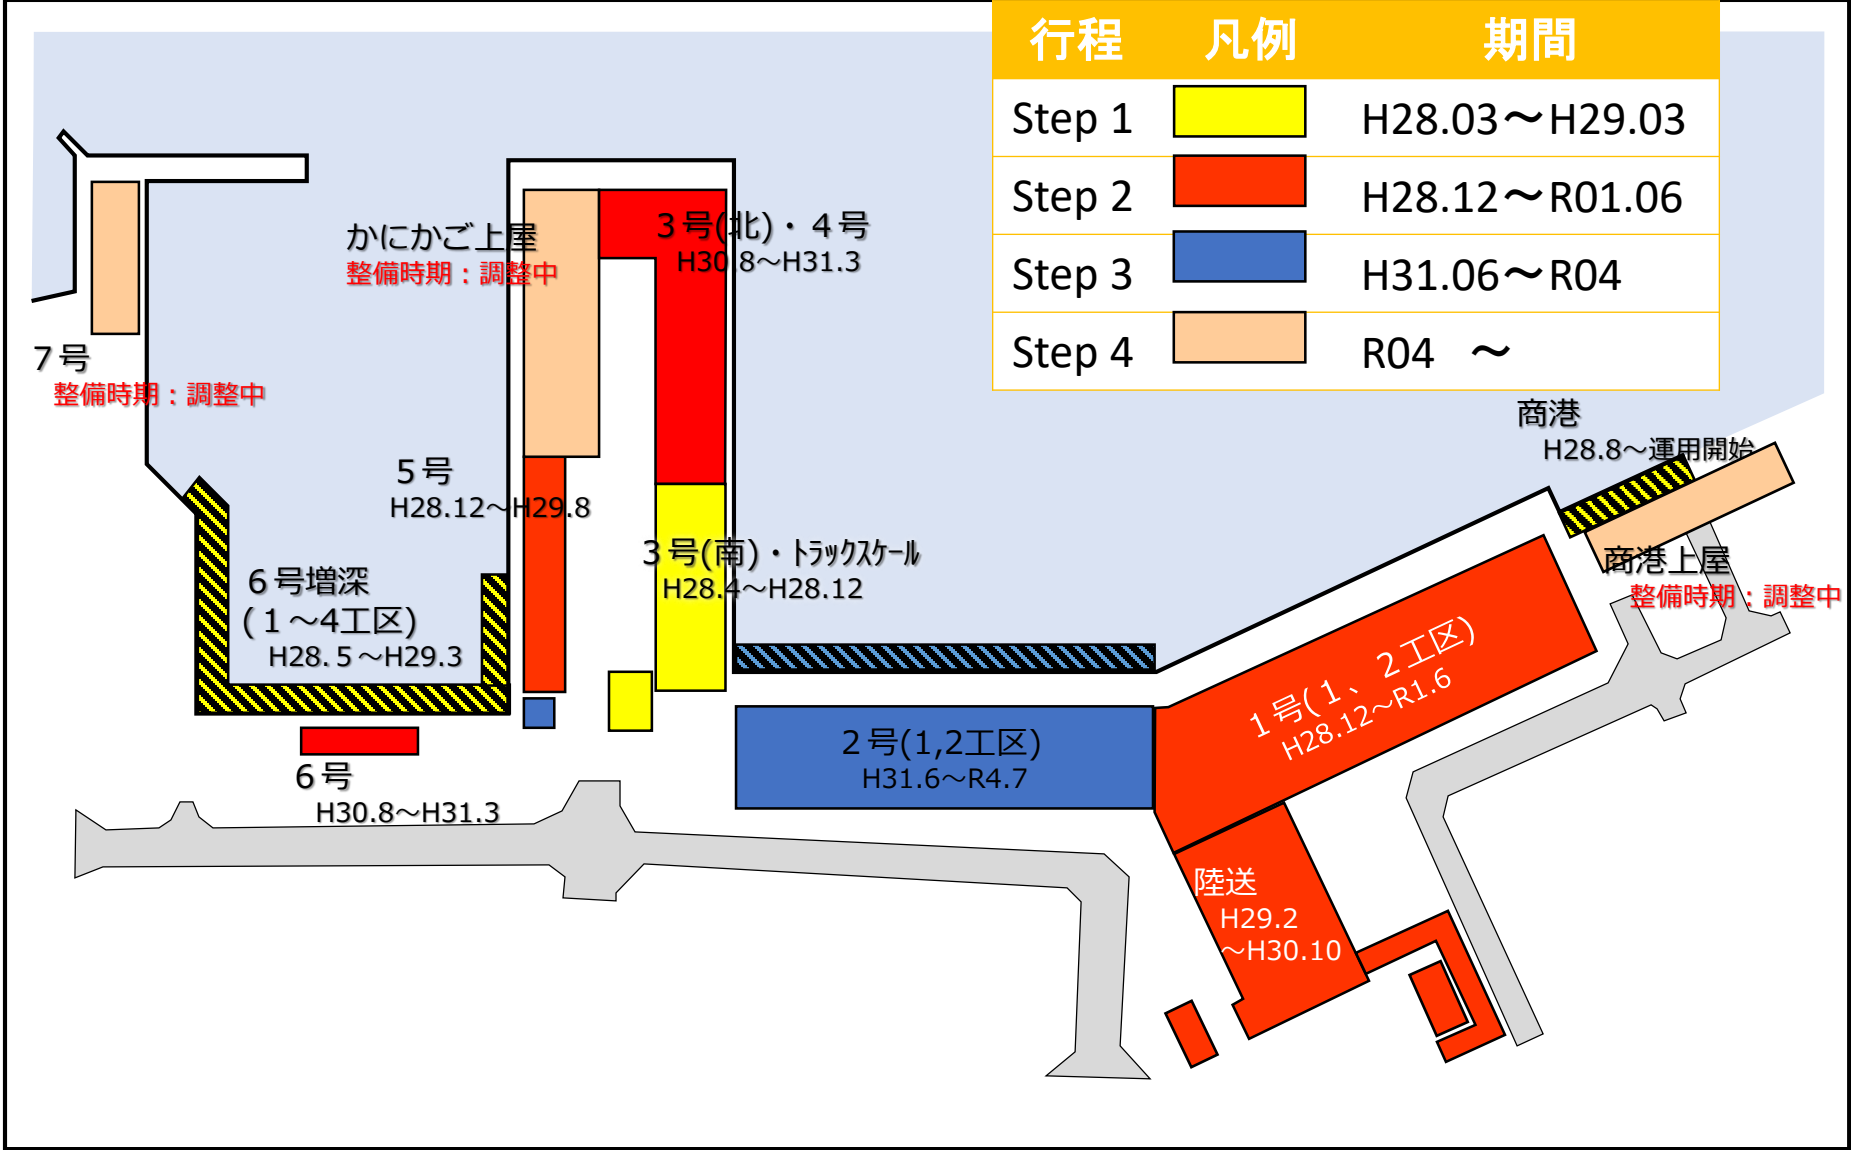 行程 凡例 期間
Step 1 H28.03～H29.03
Step 2 H28.12～R01.06
Step 3 H31.06～R04
Step 4 R04 ～
かにかご上屋
整備時期：調整中
３号(北)・４号
H30.8～H31.3
７号
整備時期：調整中
商港
H28.8～運用開始
５号
H28.12～H29.8
３号(南)・ﾄﾗｯｸｽｹｰﾙ
H28.4～H28.12
商港上屋
整備時期：調整中
６号増深
(１～4工区)
H28.５～H29.3
１号(１、２工区)
H28.12～R1.6
２号(1,2工区)
H31.6～R4.7
６号
H30.8～H31.3
陸送
H29.2
～H30.10